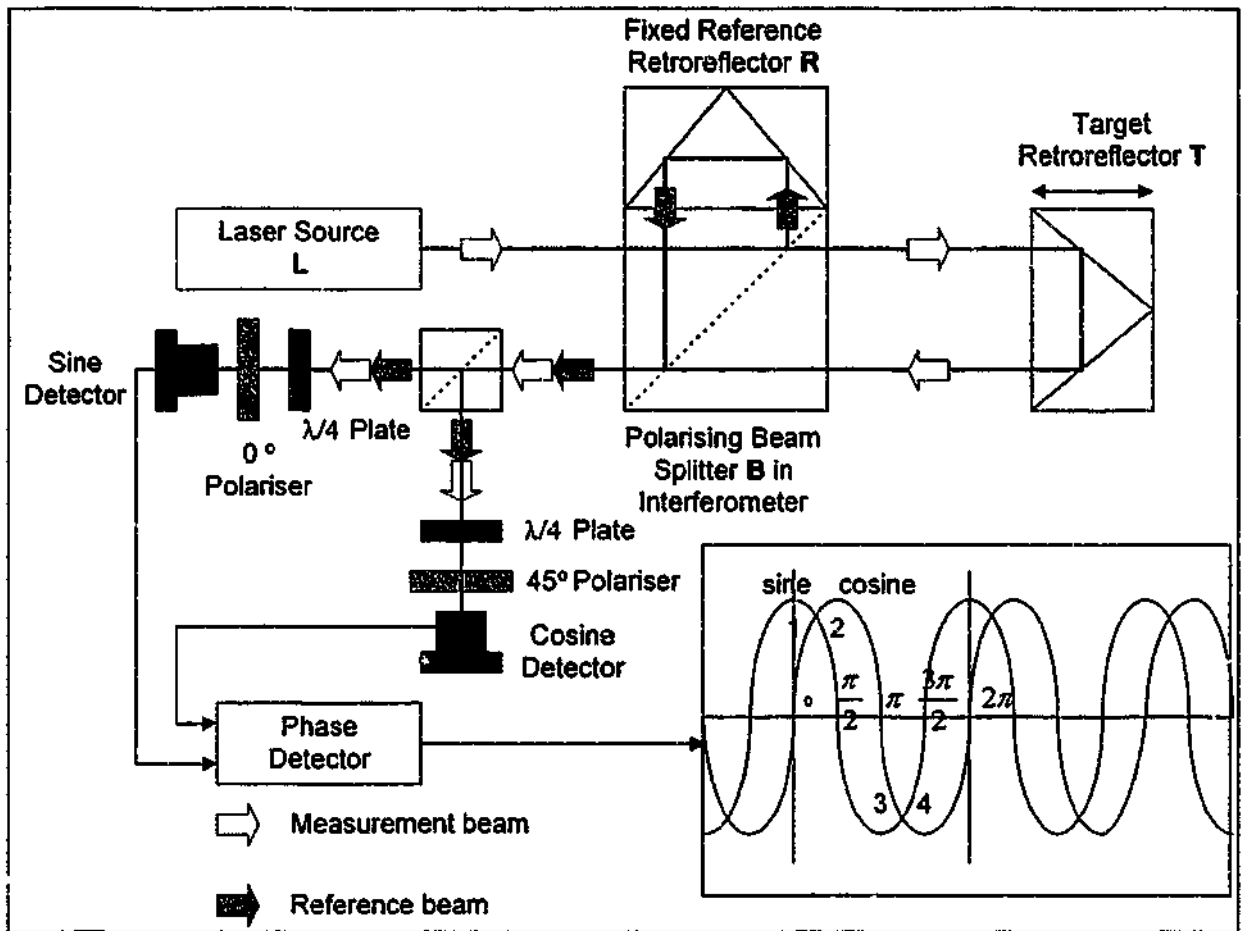 Fixed Reference
Retroreflector R
Target
Retroreflector T
Laser Source
L
Sine
Detector
λ/4 Plate
0 °
Polariser
Polarising Beam
Splitter B in
Interferometer
λ/4 Plate
45° Polariser
Cosine
Detector
Phase
Detector
sine cosine
1 2
° π/2 π 3π/2 2π
3 4
Measurement beam
Reference beam